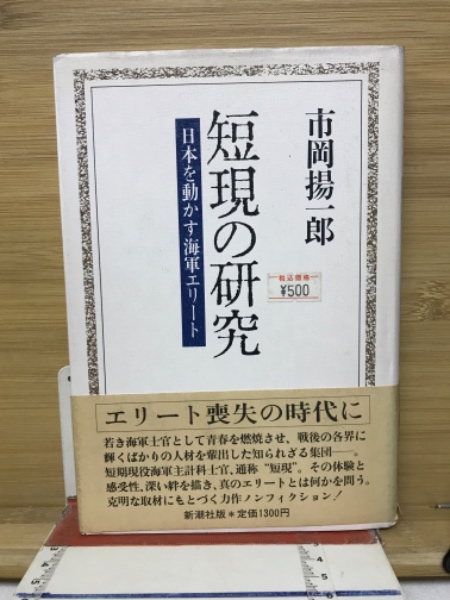 市岡揚一郎
短現の研究
日本を動かす海軍エリート
税込価格
¥500
エリート喪失の時代に
若き海軍士官として青春を燃焼させ、戦後の各界に
輝くばかりの人材を輩出した知られざる集団──。
短期現役海軍主計科士官、通称“短現”。その体験と
感受性、深い絆を描き、真のエリートとは何かを問う。
克明な取材にもとづく力作ノンフィクション！
新潮社版＊定価1300円